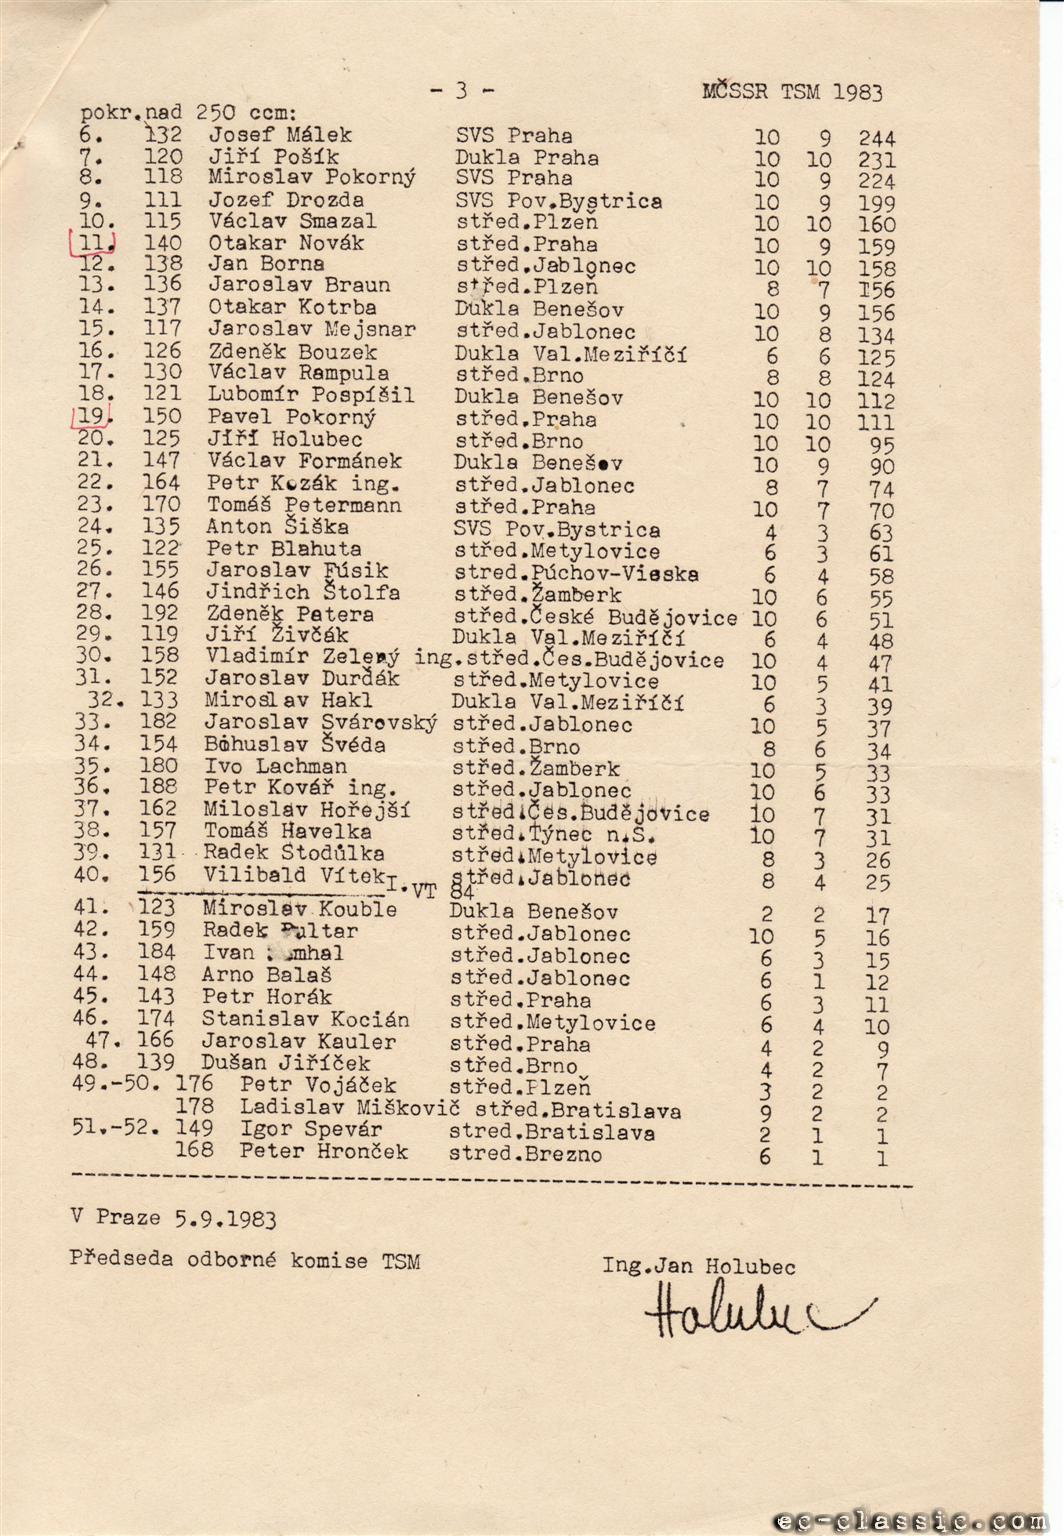 - 3 - MČSSR TSM 1983
pokr.nad 250 ccm:
6. 132 Josef Málek SVS Praha 10 9 244
7. 120 Jiří Pošík Dukla Praha 10 10 231
8. 118 Miroslav Pokorný SVS Praha 10 9 224
9. 111 Jozef Drozda SVS Pov.Bystrica 10 9 199
10. 115 Václav Smazal střed.Plzeň 10 10 160
11. 140 Otakar Novák střed.Praha 10 9 159
12. 138 Jan Borna střed.Jablonec 10 10 158
13. 136 Jaroslav Braun střed.Plzeň 8 7 156
14. 137 Otakar Kotrba Dukla Benešov 10 9 156
15. 117 Jaroslav Mejsnar střed.Jablonec 10 8 134
16. 126 Zdeněk Bouzek Dukla Val.Meziříčí 6 6 125
17. 130 Václav Rampula střed.Brno 8 8 124
18. 121 Lubomír Pospíšil Dukla Benešov 10 10 112
19. 150 Pavel Pokorný střed.Praha 10 10 111
20. 125 Jíří Holubec střed.Brno 10 10 95
21. 147 Václav Formánek Dukla Benešov 10 9 90
22. 164 Petr Kozák ing. střed.Jablonec 8 7 74
23. 170 Tomáš Petermann střed.Praha 10 7 70
24. 135 Anton Šiška SVS Pov.Bystrica 4 3 63
25. 122 Petr Blahuta střed.Metylovice 6 3 61
26. 155 Jaroslav Fúsik stred.Púchov-Vieska 6 4 58
27. 146 Jindřich Štolfa střed.Žamberk 10 6 55
28. 192 Zdeněk Patera střed.České Budějovice 10 6 51
29. 119 Jiří Živčák Dukla Val.Meziříčí 6 4 48
30. 158 Vladimír Zelený ing.střed.Čes.Budějovice 10 4 47
31. 152 Jaroslav Durďák střed.Metylovice 10 5 41
32. 133 Miroslav Hakl Dukla Val.Meziříčí 6 3 39
33. 182 Jaroslav Svárovský střed.Jablonec 10 5 37
34. 154 Bohuslav Švéda střed.Brno 8 6 34
35. 180 Ivo Lachman střed.Žamberk 10 5 33
36. 188 Petr Kovář ing. střed.Jablonec 10 6 33
37. 162 Miloslav Hořejší střed.Čes.Budějovice 10 7 31
38. 157 Tomáš Havelka střed.Týnec n.S. 10 7 31
39. 131 Radek Stodůlka střed.Metylovice 8 3 26
40. 156 Vilibald Vítek střed.Jablonec 8 4 25
I.VT 84
41. 123 Miroslav Kouble Dukla Benešov 2 2 17
42. 159 Radek Pultar střed.Jablonec 10 5 16
43. 184 Ivan střed.Jablonec 6 3 15
44. 148 Arno Balaš střed.Jablonec 6 1 12
45. 143 Petr Horák střed.Praha 6 3 11
46. 174 Stanislav Kocián střed.Metylovice 6 4 10
47. 166 Jaroslav Kauler střed.Praha 4 2 9
48. 139 Dušan Jiříček střed.Brno 4 2 7
49.-50. 176 Petr Vojáček střed.Plzeň 3 2 2
178 Ladislav Miškovič střed.Bratislava 9 2 2
51.-52. 149 Igor Spevár stred.Bratislava 2 1 1
168 Peter Hronček stred.Brezno 6 1 1
V Praze 5.9.1983
Předseda odborné komise TSM Ing.Jan Holubec
Holubec
ec-classic.com